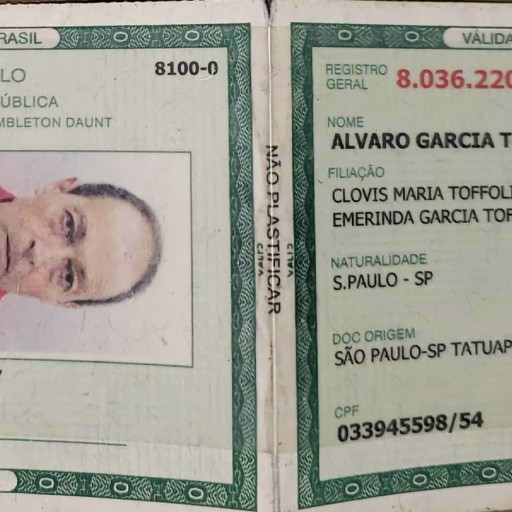 RASIL
LO
8100-0
ÚBLICA
MBLETON DAUNT
NÃO PLASTIFICAR
VÁLIDA
REGISTRO GERAL 8.036.220
NOME
ALVARO GARCIA T
FILIAÇÃO
CLOVIS MARIA TOFFOLI
EMERINDA GARCIA TOF
NATURALIDADE
S.PAULO - SP
DOC ORIGEM
SÃO PAULO-SP TATUAP
CPF
033945598/54